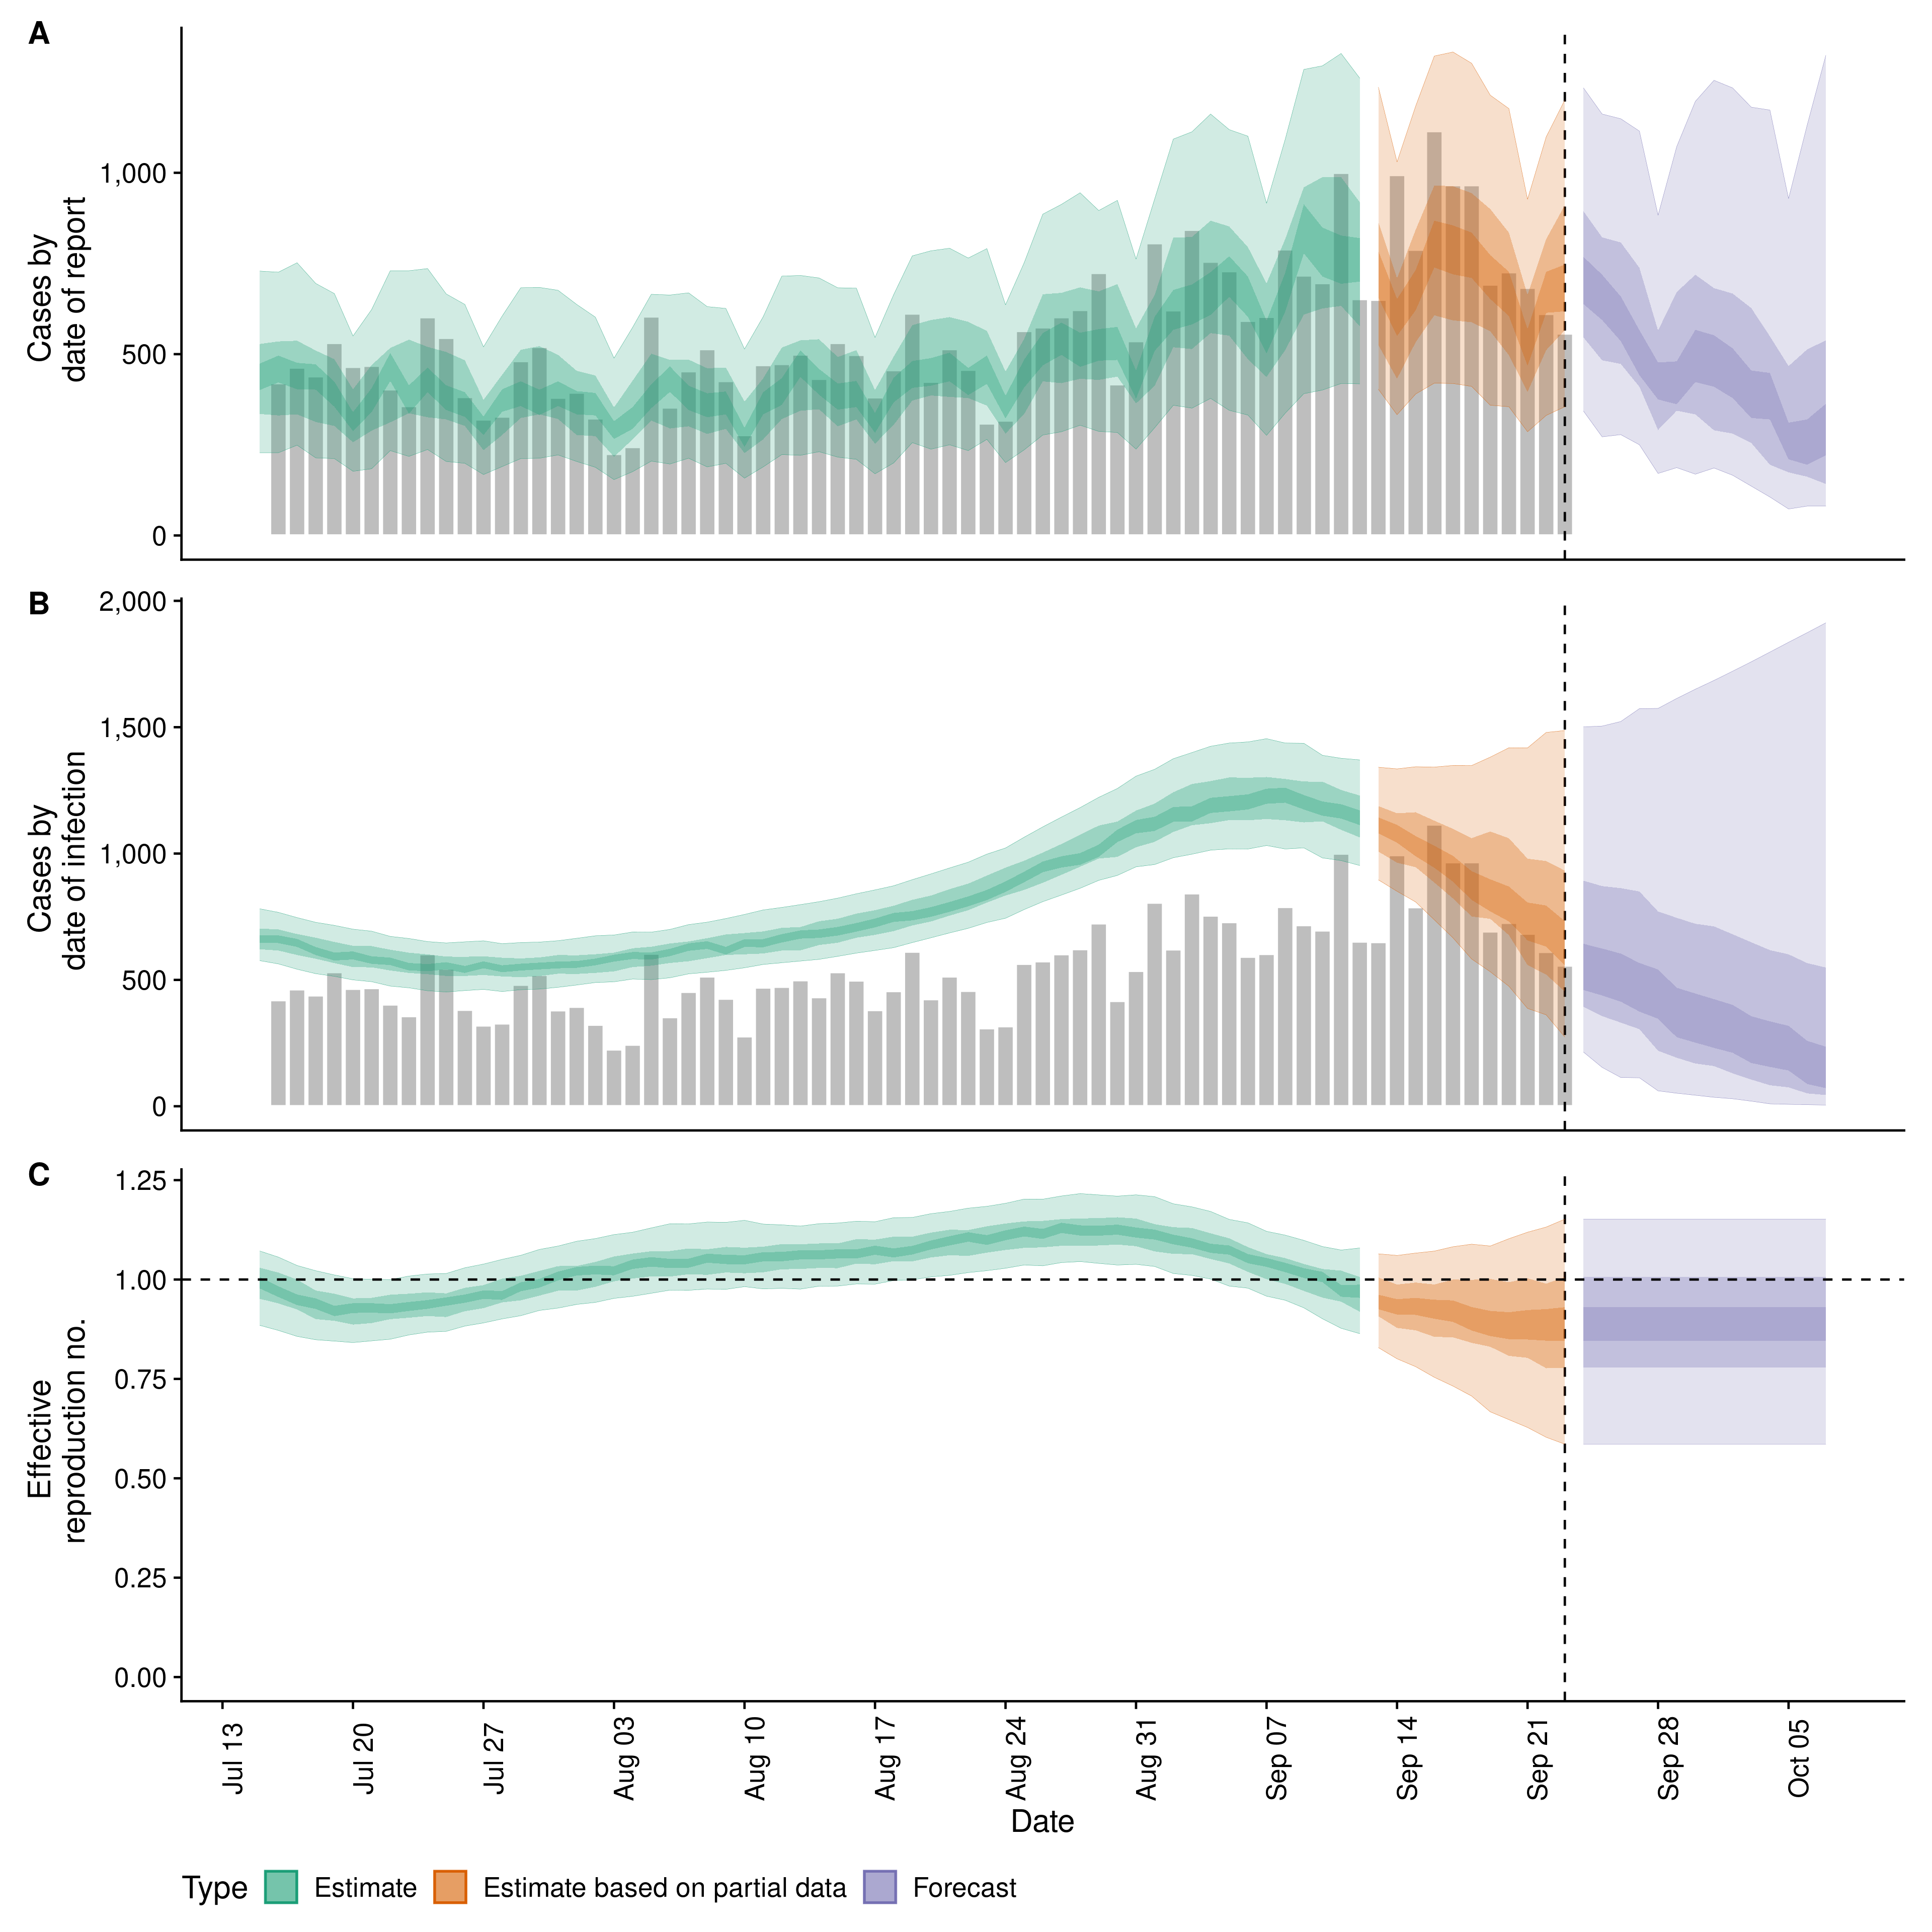 A
Cases by
date of report
1,000
500
0
B
Cases by
date of infection
2,000
1,500
1,000
500
0
C
Effective
reproduction no.
1.25
1.00
0.75
0.50
0.25
0.00
Jul 13
Jul 20
Jul 27
Aug 03
Aug 10
Aug 17
Aug 24
Aug 31
Sep 07
Sep 14
Sep 21
Sep 28
Oct 05
Date
Type Estimate Estimate based on partial data Forecast